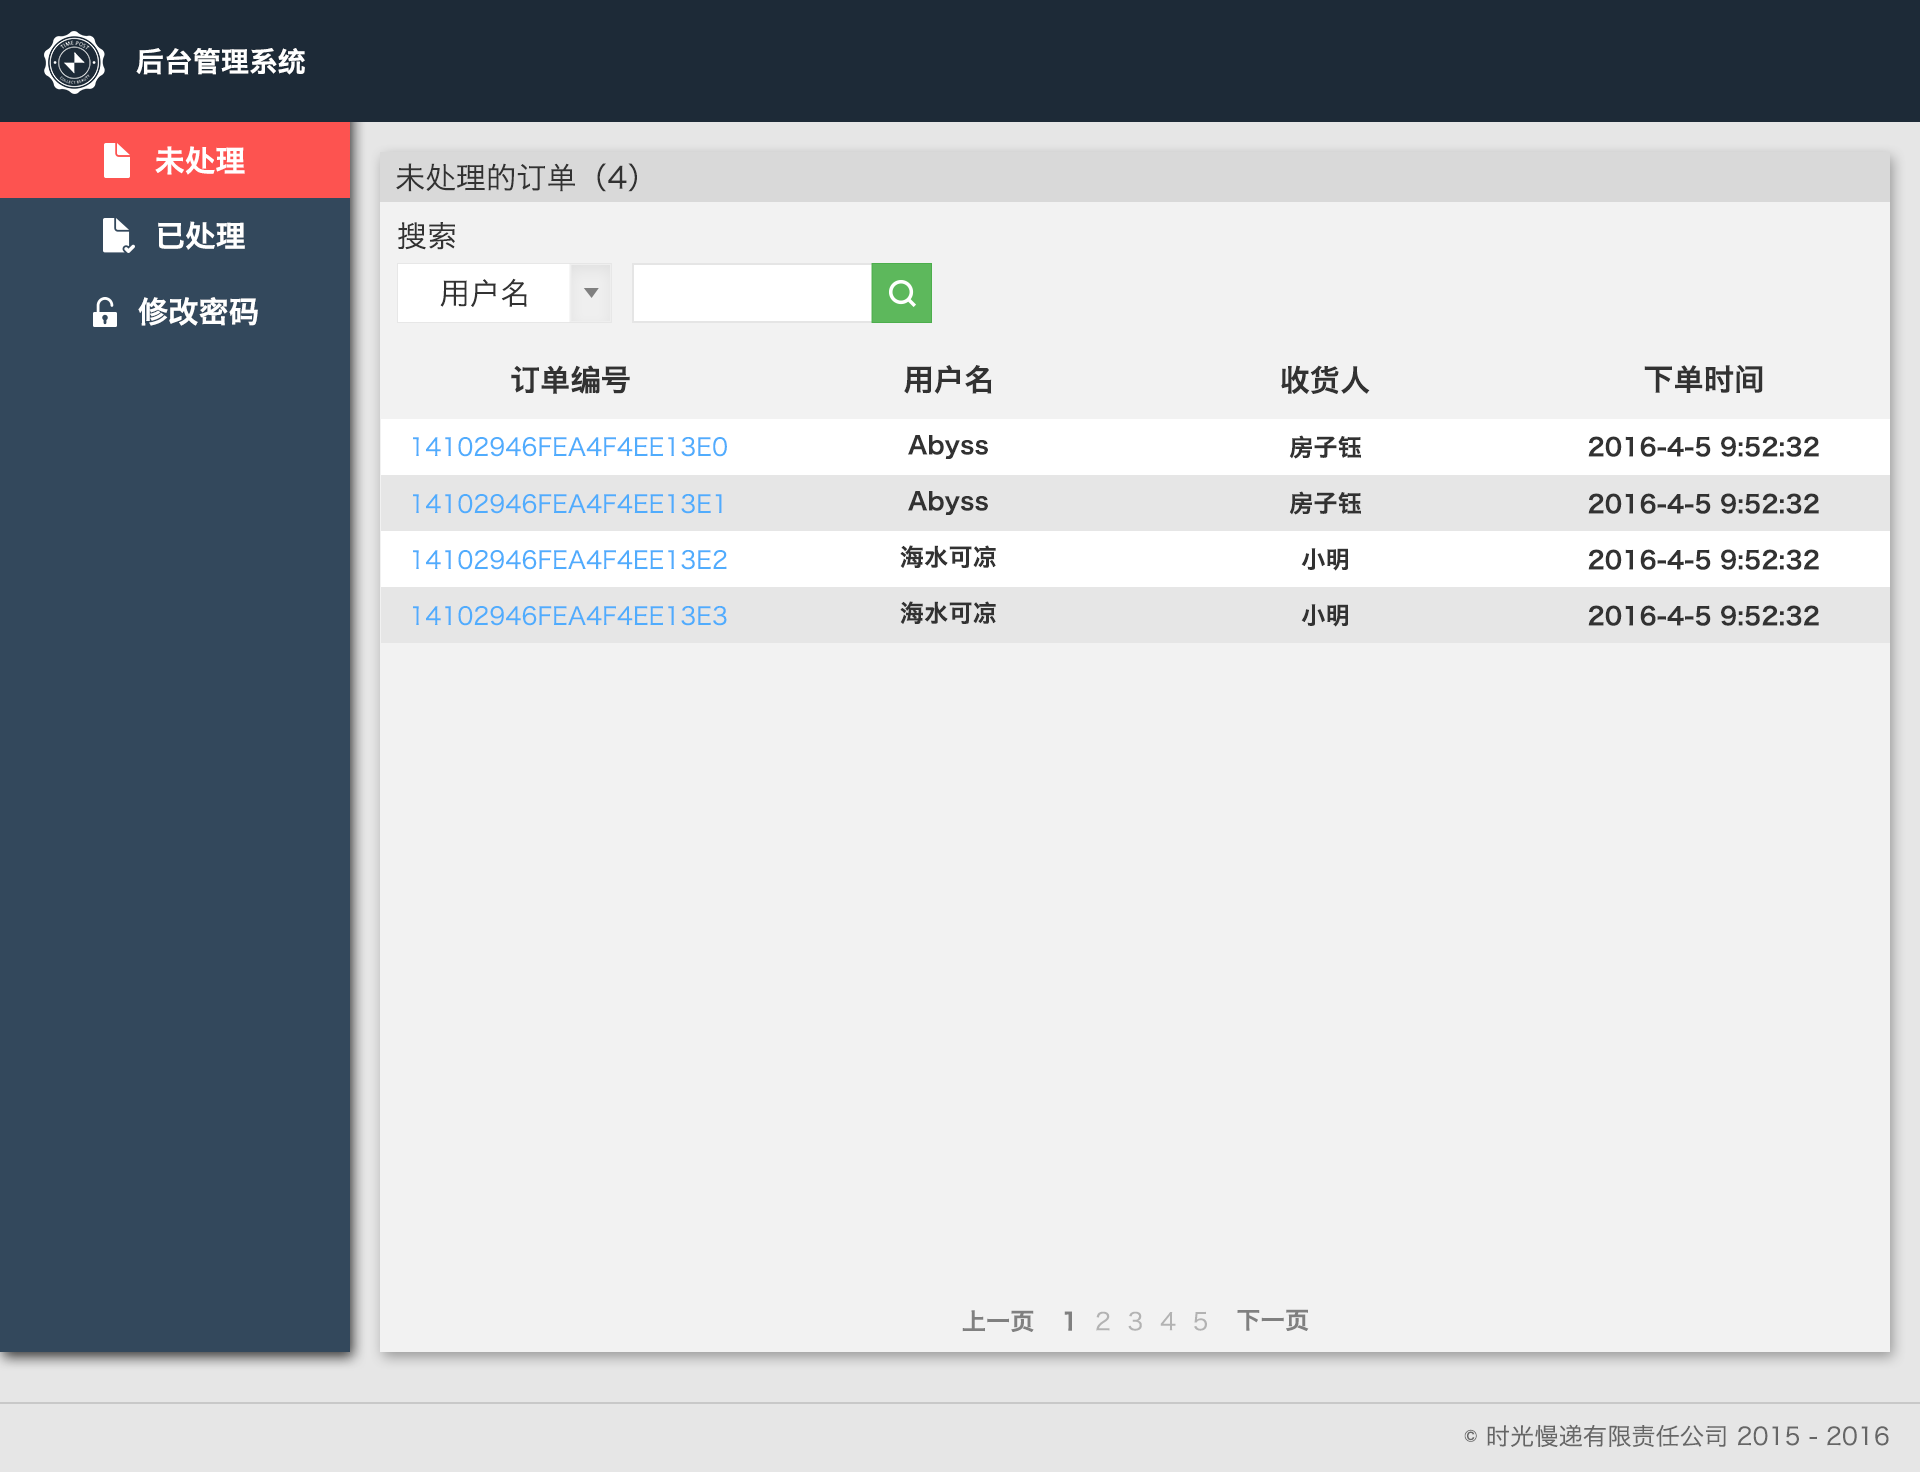 TIME POST
后台管理系统
未处理
已处理
修改密码
未处理的订单（4）
搜索
用户名
订单编号 用户名 收货人 下单时间
14102946FEA4F4EE13E0 Abyss 房子钰 2016-4-5 9:52:32
14102946FEA4F4EE13E1 Abyss 房子钰 2016-4-5 9:52:32
14102946FEA4F4EE13E2 海水可凉 小明 2016-4-5 9:52:32
14102946FEA4F4EE13E3 海水可凉 小明 2016-4-5 9:52:32
上一页 1 2 3 4 5 下一页
© 时光慢递有限责任公司 2015 - 2016